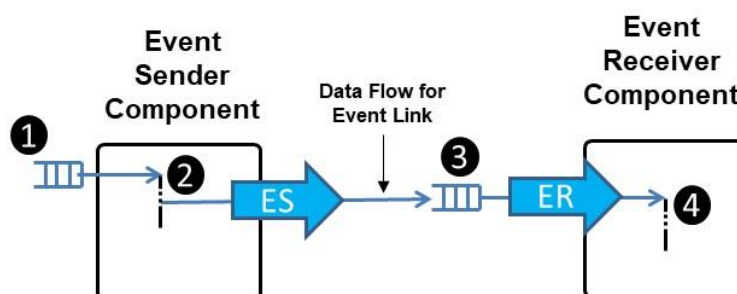 Event
Sender
Component
Event
Receiver
Component
Data Flow for
Event Link
1
2
ES
3
ER
4